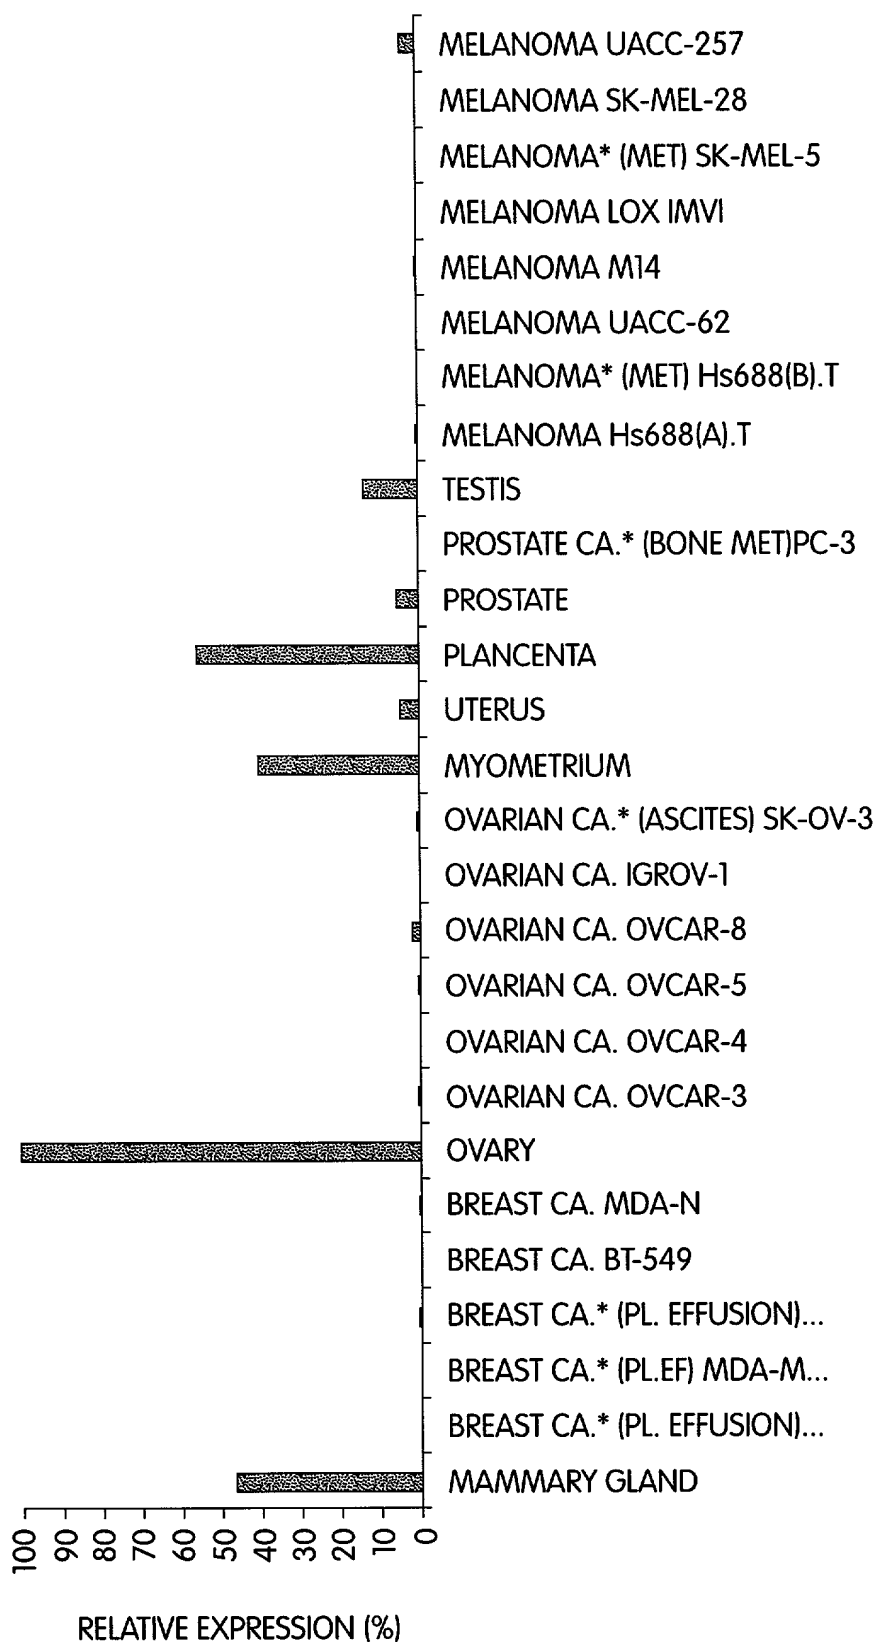 MELANOMA UACC-257
MELANOMA SK-MEL-28
MELANOMA* (MET) SK-MEL-5
MELANOMA LOX IMVI
MELANOMA M14
MELANOMA UACC-62
MELANOMA* (MET) Hs688(B).T
MELANOMA Hs688(A).T
TESTIS
PROSTATE CA.* (BONE MET)PC-3
PROSTATE
PLANCENTA
UTERUS
MYOMETRIUM
OVARIAN CA.* (ASCITES) SK-OV-3
OVARIAN CA. IGROV-1
OVARIAN CA. OVCAR-8
OVARIAN CA. OVCAR-5
OVARIAN CA. OVCAR-4
OVARIAN CA. OVCAR-3
OVARY
BREAST CA. MDA-N
BREAST CA. BT-549
BREAST CA.* (PL. EFFUSION)...
BREAST CA.* (PL.EF) MDA-M...
BREAST CA.* (PL. EFFUSION)...
MAMMARY GLAND
100 90 80 70 60 50 40 30 20 10 0
RELATIVE EXPRESSION (%)